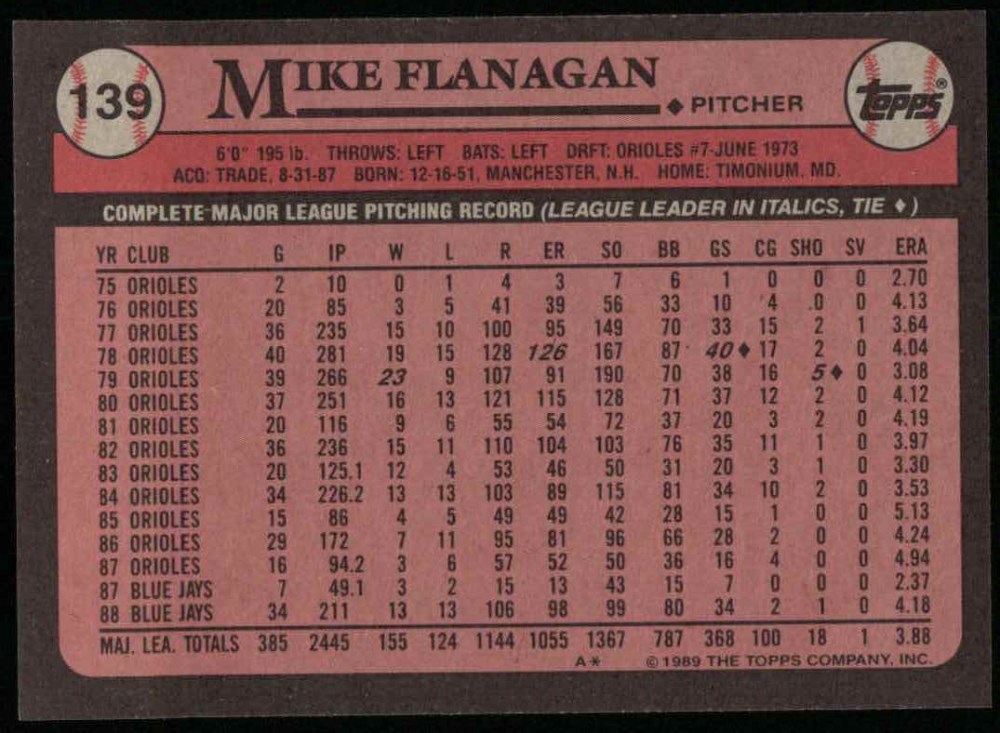 139 MIKE FLANAGAN topps®
♦ PITCHER
6'0" 195 lb. THROWS: LEFT BATS: LEFT DRFT: ORIOLES #7-JUNE 1973
ACQ: TRADE, 8-31-87 BORN: 12-16-51, MANCHESTER, N.H. HOME: TIMONIUM, MD.
COMPLETE MAJOR LEAGUE PITCHING RECORD (LEAGUE LEADER IN ITALICS, TIE ♦)
YR CLUB G IP W L R ER SO BB GS CG SHO SV ERA
75 ORIOLES 2 10 0 1 4 3 7 6 1 0 0 0 2.70
76 ORIOLES 20 85 3 5 41 39 56 33 10 4 0 0 4.13
77 ORIOLES 36 235 15 10 100 95 149 70 33 15 2 1 3.64
78 ORIOLES 40 281 19 15 128 126 167 87 40♦ 17 2 0 4.04
79 ORIOLES 39 266 23 9 107 91 190 70 38 16 5♦ 0 3.08
80 ORIOLES 37 251 16 13 121 115 128 71 37 12 2 0 4.12
81 ORIOLES 20 116 9 6 55 54 72 37 20 3 2 0 4.19
82 ORIOLES 36 236 15 11 110 104 103 76 35 11 1 0 3.97
83 ORIOLES 20 125.1 12 4 53 46 50 31 20 3 1 0 3.30
84 ORIOLES 34 226.2 13 13 103 89 115 81 34 10 2 0 3.53
85 ORIOLES 15 86 4 5 49 49 42 28 15 1 0 0 5.13
86 ORIOLES 29 172 7 11 95 81 96 66 28 2 0 0 4.24
87 ORIOLES 16 94.2 3 6 57 52 50 36 16 4 0 0 4.94
87 BLUE JAYS 7 49.1 3 2 15 13 43 15 7 0 0 0 2.37
88 BLUE JAYS 34 211 13 13 106 98 99 80 34 2 1 0 4.18
MAJ. LEA. TOTALS 385 2445 155 124 1144 1055 1367 787 368 100 18 1 3.88
A* © 1989 THE TOPPS COMPANY, INC.